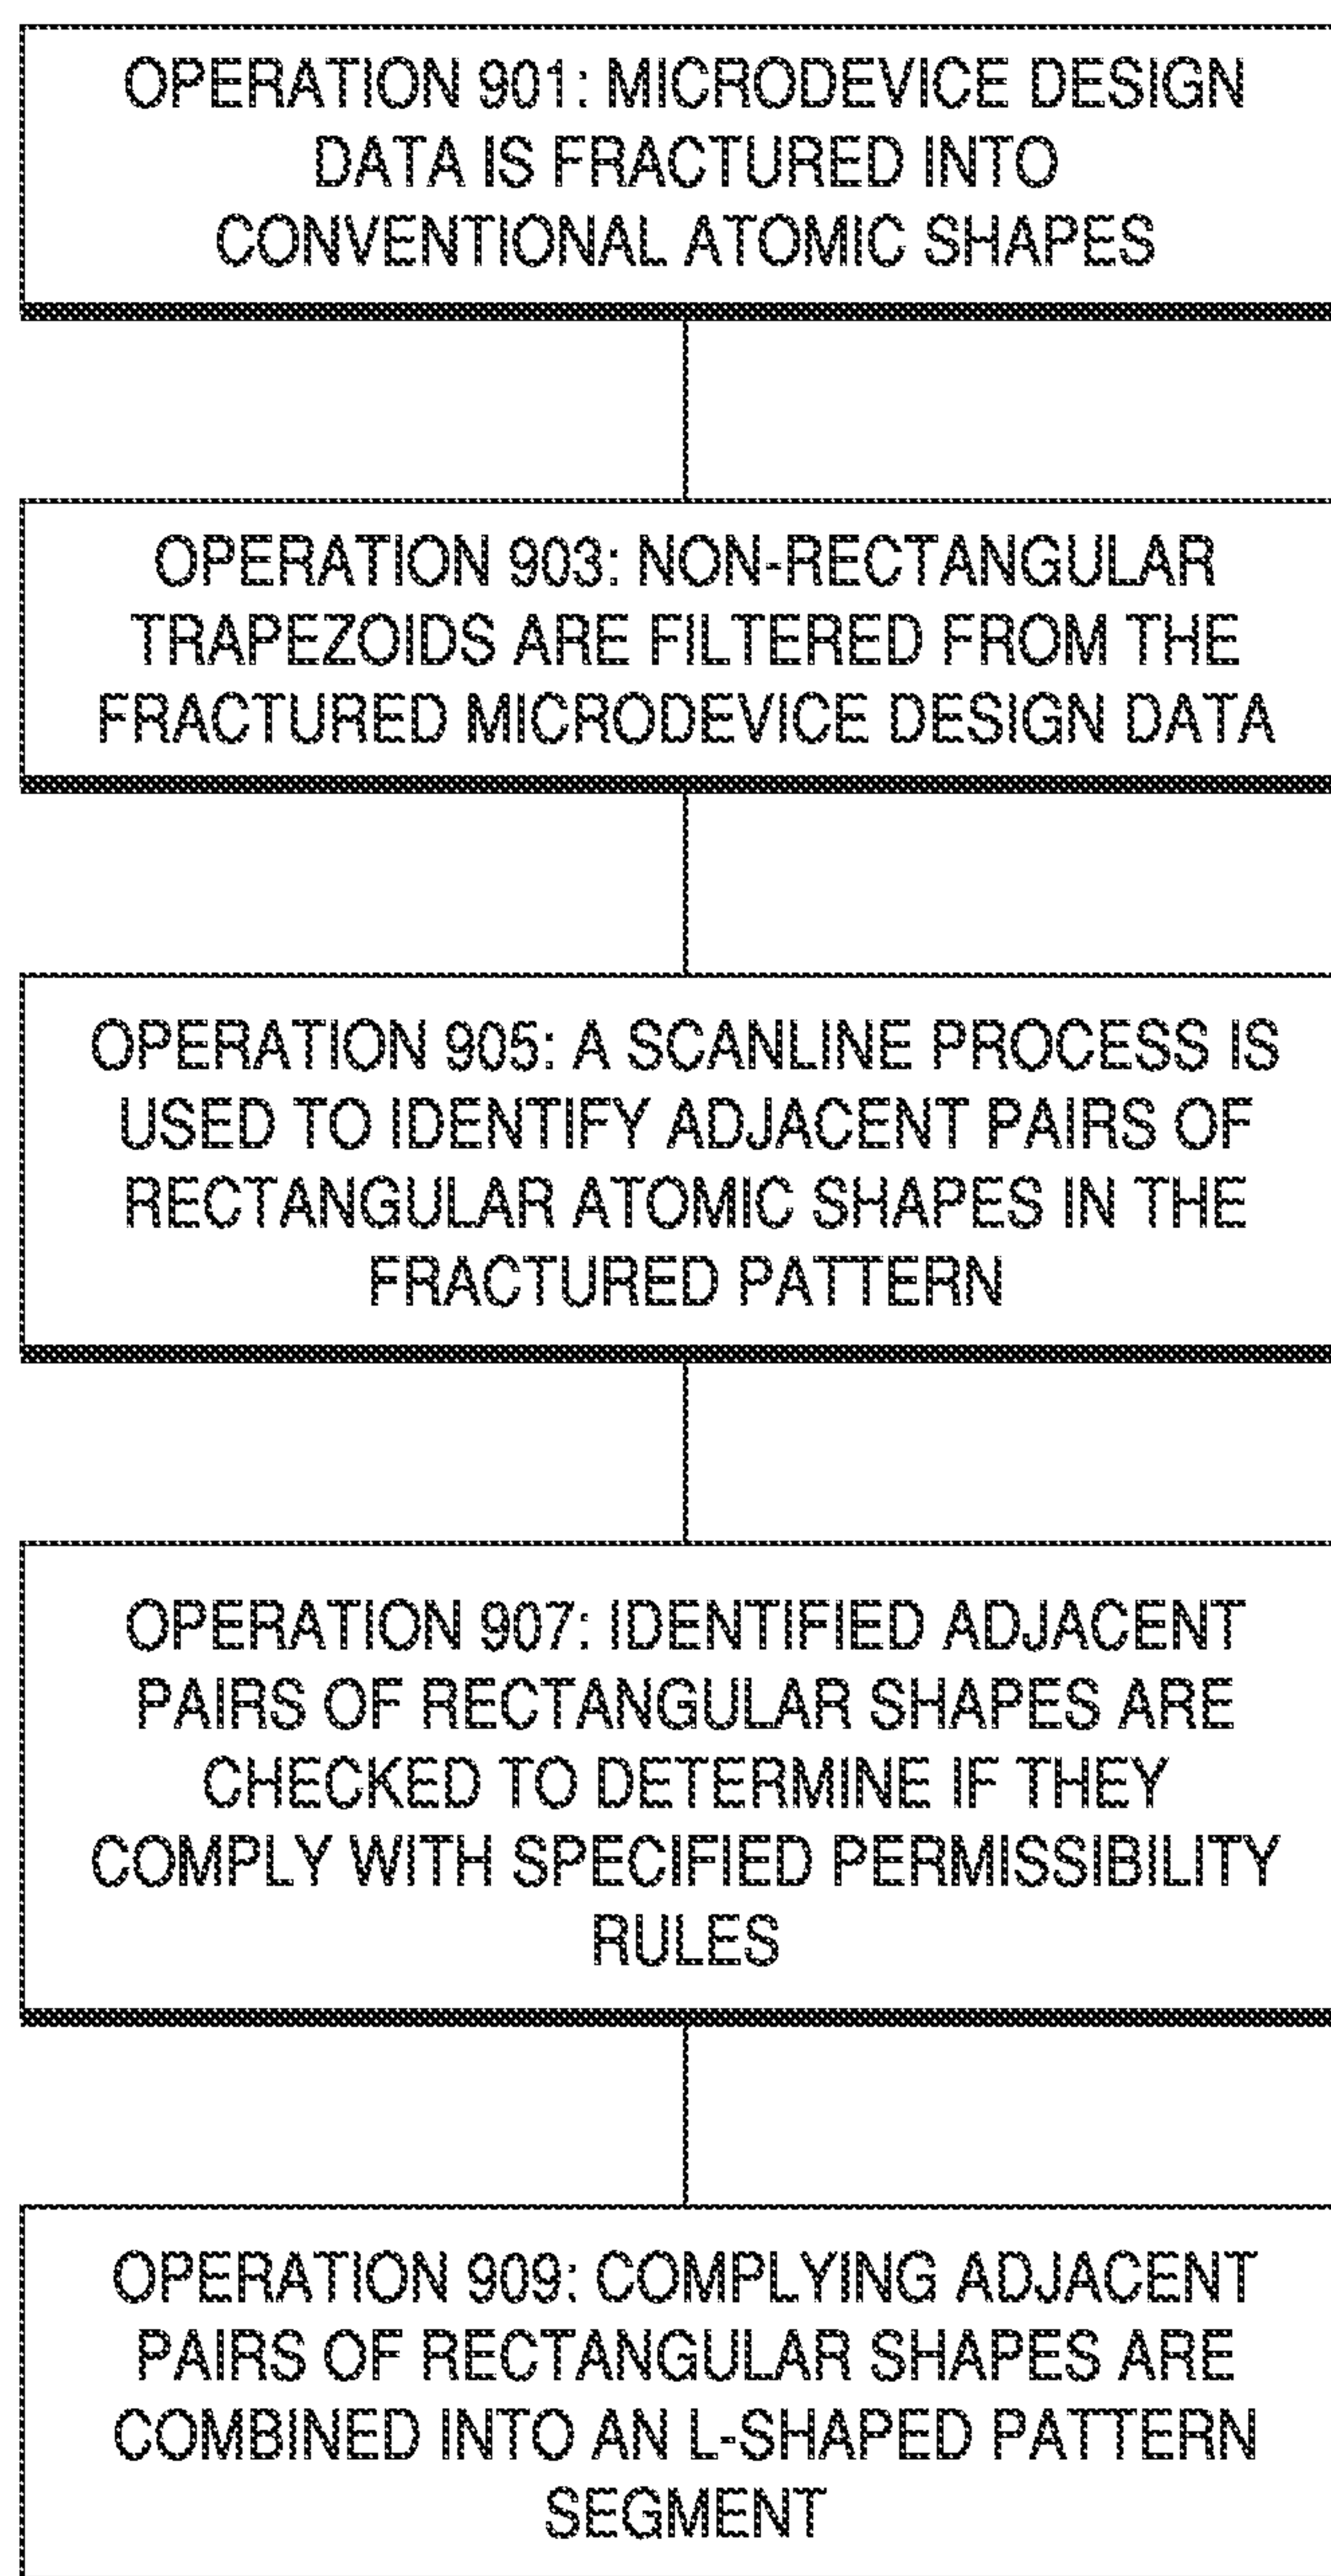 OPERATION 901: MICRODEVICE DESIGN
DATA IS FRACTURED INTO
CONVENTIONAL ATOMIC SHAPES
OPERATION 903: NON-RECTANGULAR
TRAPEZOIDS ARE FILTERED FROM THE
FRACTURED MICRODEVICE DESIGN DATA
OPERATION 905: A SCANLINE PROCESS IS
USED TO IDENTIFY ADJACENT PAIRS OF
RECTANGULAR ATOMIC SHAPES IN THE
FRACTURED PATTERN
OPERATION 907: IDENTIFIED ADJACENT
PAIRS OF RECTANGULAR SHAPES ARE
CHECKED TO DETERMINE IF THEY
COMPLY WITH SPECIFIED PERMISSIBILITY
RULES
OPERATION 909: COMPLYING ADJACENT
PAIRS OF RECTANGULAR SHAPES ARE
COMBINED INTO AN L-SHAPED PATTERN
SEGMENT